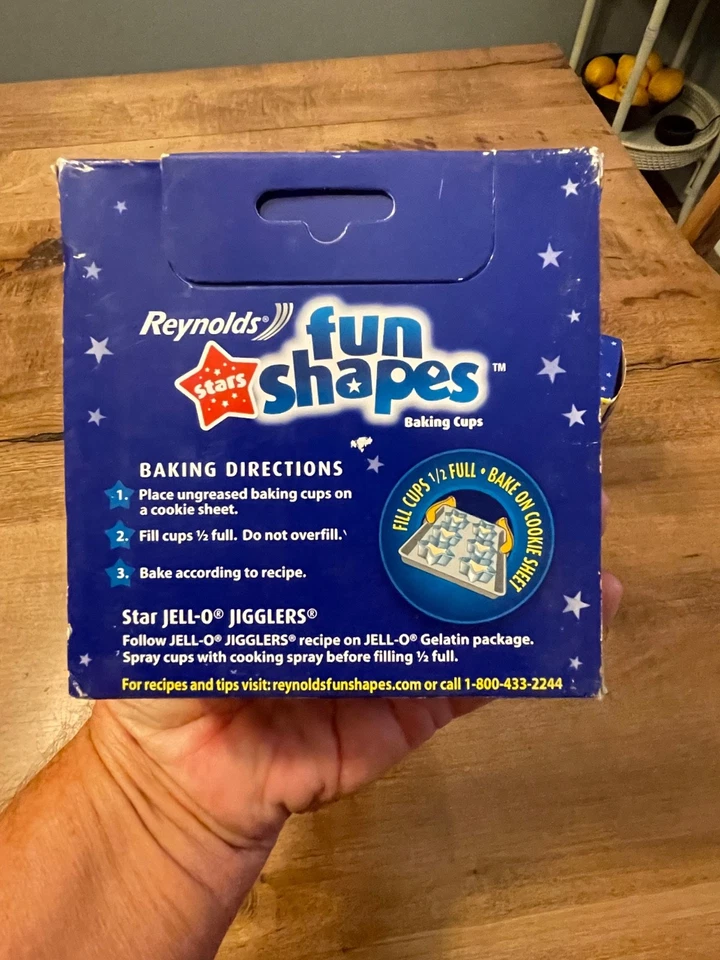 Reynolds®
fun
stars
shapes™
Baking Cups
BAKING DIRECTIONS
1. Place ungreased baking cups on
a cookie sheet.
2. Fill cups ½ full. Do not overfill.
3. Bake according to recipe.
FILL CUPS 1/2 FULL • BAKE ON COOKIE SHEET
Star JELL-O® JIGGLERS®
Follow JELL-O® JIGGLERS® recipe on JELL-O® Gelatin package.
Spray cups with cooking spray before filling ½ full.
For recipes and tips visit: reynoldsfunshapes.com or call 1-800-433-2244